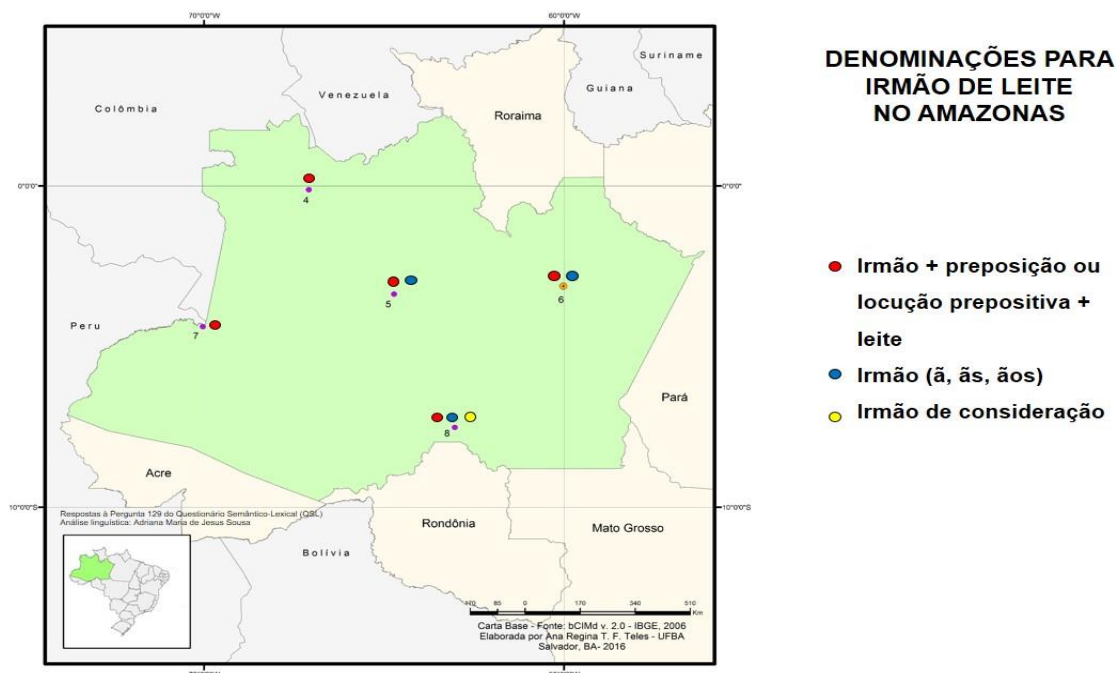 70°0'0"W
60°0'0"W
Suriname
Venezuela
Guiana
Colômbia
Roraima
0°0'0"
0°0'0"
4
5
6
Peru
7
Pará
8
Acre
10°0'0"S
10°0'0"S
Respostas à Pergunta 129 do Questionário Semântico-Lexical (QSL)
Análise linguística: Adriana Maria de Jesus Sousa
Rondônia
Mato Grosso
Bolívia
85
0
170
340
510
Km
Carta Base - Fonte: bCIMd v. 2.0 - IBGE, 2006
Elaborada por Ana Regina T. F. Teles - UFBA
Salvador, BA- 2016
DENOMINAÇÕES PARA
IRMÃO DE LEITE
NO AMAZONAS
Irmão + preposição ou
locução prepositiva +
leite
Irmão (ã, ãs, ãos)
Irmão de consideração